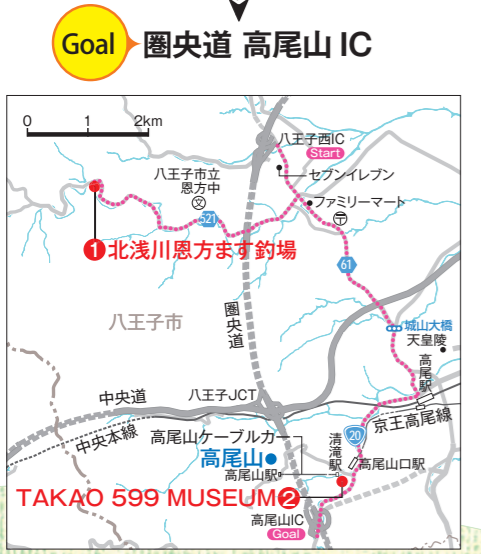 Goal 圏央道 高尾山 IC
0 1 2km
八王子西IC
Start
セブンイレブン
八王子市立
恩方中
文
ファミリーマート
〒
521
❶北浅川恩方ます釣場
61
八王子市
圏央道
城山大橋
天皇陵
高尾駅
中央道
八王子JCT
京王高尾線
中央本線
高尾山ケーブルカー
清滝駅
20
高尾山
高尾山口駅
高尾山駅
TAKAO 599 MUSEUM❷
高尾山IC
Goal